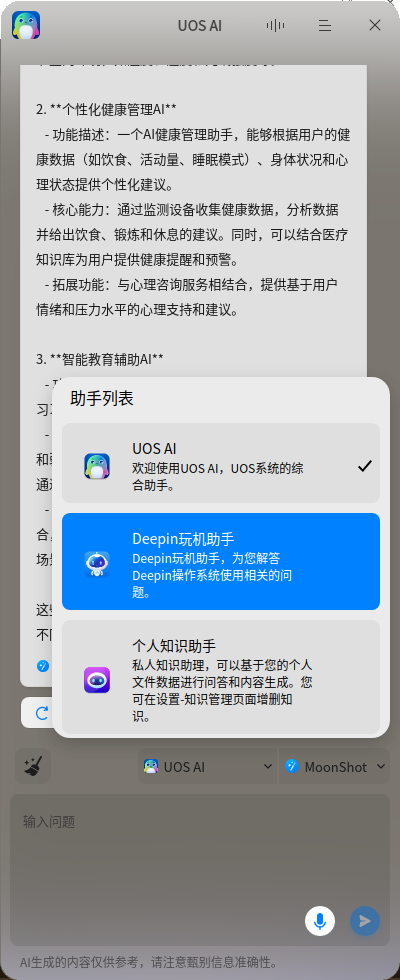 UOS AI
2. **个性化健康管理AI**
- 功能描述：一个AI健康管理助手，能够根据用户的健
康数据（如饮食、活动量、睡眠模式）、身体状况和心
理状态提供个性化建议。
- 核心能力：通过监测设备收集健康数据，分析数据
并给出饮食、锻炼和休息的建议。同时，可以结合医疗
知识库为用户提供健康提醒和预警。
- 拓展功能：与心理咨询服务相结合，提供基于用户
情绪和压力水平的心理支持和建议。
3. **智能教育辅助AI**
-
习
-
和
通
-
合，
场
助手列表
UOS AI
欢迎使用UOS AI，UOS系统的综
合助手。
Deepin玩机助手
Deepin玩机助手，为您解答
Deepin操作系统使用相关的问
题。
个人知识助手
私人知识助理，可以基于您的个人
文件数据进行问答和内容生成。您
可在设置-知识管理页面增删知
识。
这
不
UOS AI
MoonShot
输入问题
AI生成的内容仅供参考，请注意甄别信息准确性。